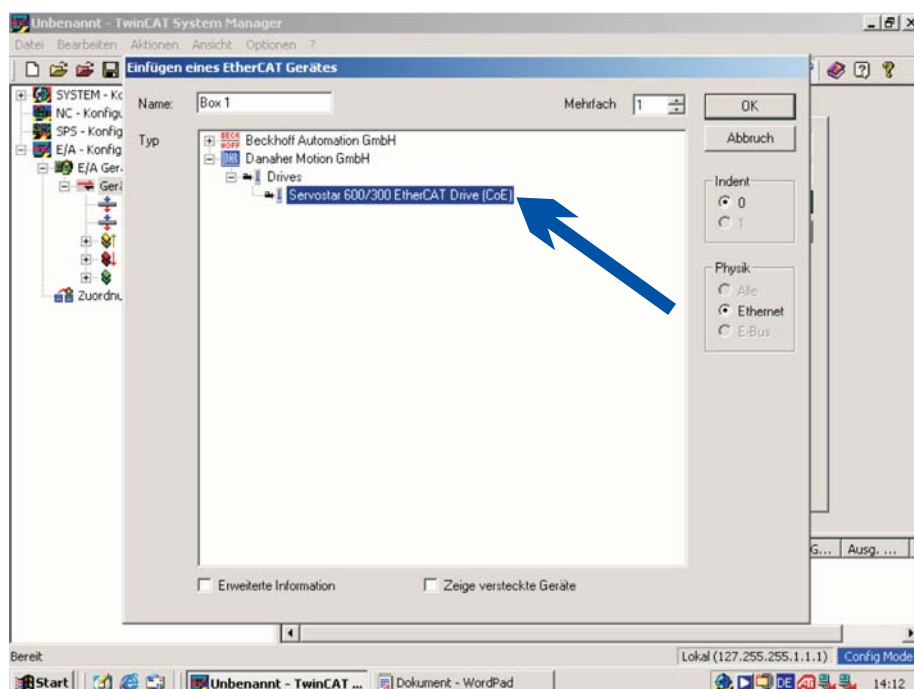 Unbenannt - TwinCAT System Manager
Datei Bearbeiten Aktionen Ansicht Optionen ?
Einfügen eines EtherCAT Gerätes
Name: Box 1 Mehrfach 1 OK
Abbruch
Typ
BECK
HOFF
Beckhoff Automation GmbH
Danaher Motion GmbH
Drives
Servostar 600/300 EtherCAT Drive (CoE)
Indent
0
1
Physik
Alle
Ethernet
E-Bus
SYSTEM - Ko
NC - Konfigu
SPS - Konfig
E/A - Konfig
E/A Ger
Gerä
Zuordnu
G... Ausg. ...
Erweiterte Information Zeige versteckte Geräte
Bereit Lokal (127.255.255.1.1.1) Config Mode
Start Unbenannt - TwinCAT ... Dokument - WordPad DE 14:12